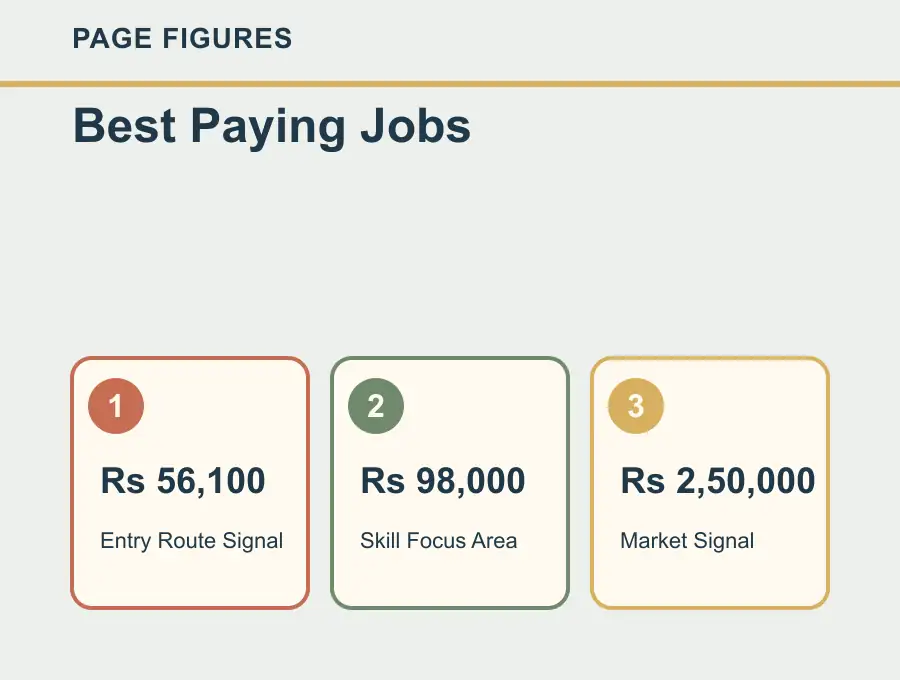 PAGE FIGURES
Best Paying Jobs
1
Rs 56,100
Entry Route Signal
2
Rs 98,000
Skill Focus Area
3
Rs 2,50,000
Market Signal